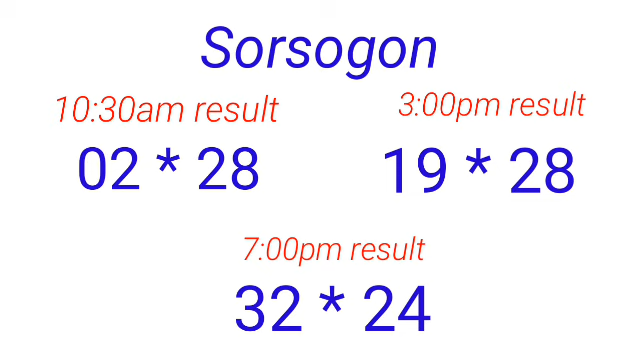 Sorsogon
10:30am result
02 * 28
3:00pm result
19 * 28
7:00pm result
32 * 24